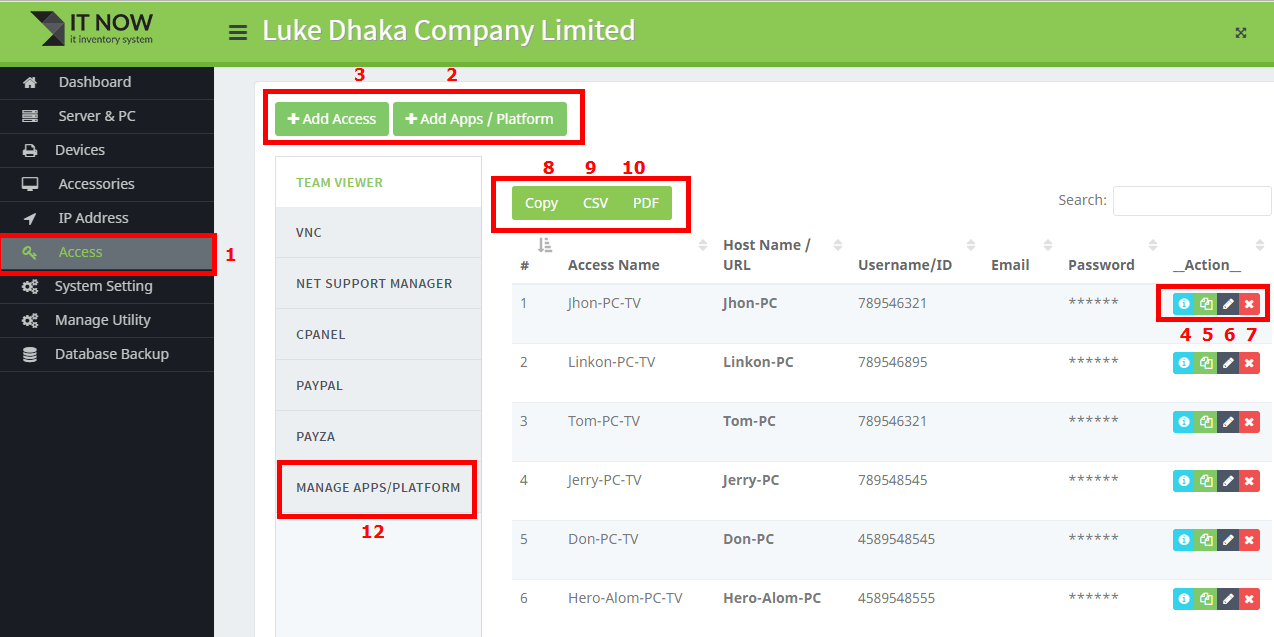 IT NOW
it inventory system
Luke Dhaka Company Limited
Dashboard
Server & PC
Devices
Accessories
IP Address
Access
1
System Setting
Manage Utility
Database Backup
3 2
Add Access Add Apps / Platform
TEAM VIEWER
VNC
NET SUPPORT MANAGER
CPANEL
PAYPAL
PAYZA
MANAGE APPS/PLATFORM
12
8 9 10
Copy CSV PDF
Search:
# Access Name Host Name / URL Username/ID Email Password __Action__
1 Jhon-PC-TV Jhon-PC 789546321 ******
4 5 6 7
2 Linkon-PC-TV Linkon-PC 789546895 ******
3 Tom-PC-TV Tom-PC 789546321 ******
4 Jerry-PC-TV Jerry-PC 789548545 ******
5 Don-PC-TV Don-PC 4589548545 ******
6 Hero-Alom-PC-TV Hero-Alom-PC 4589548555 ******